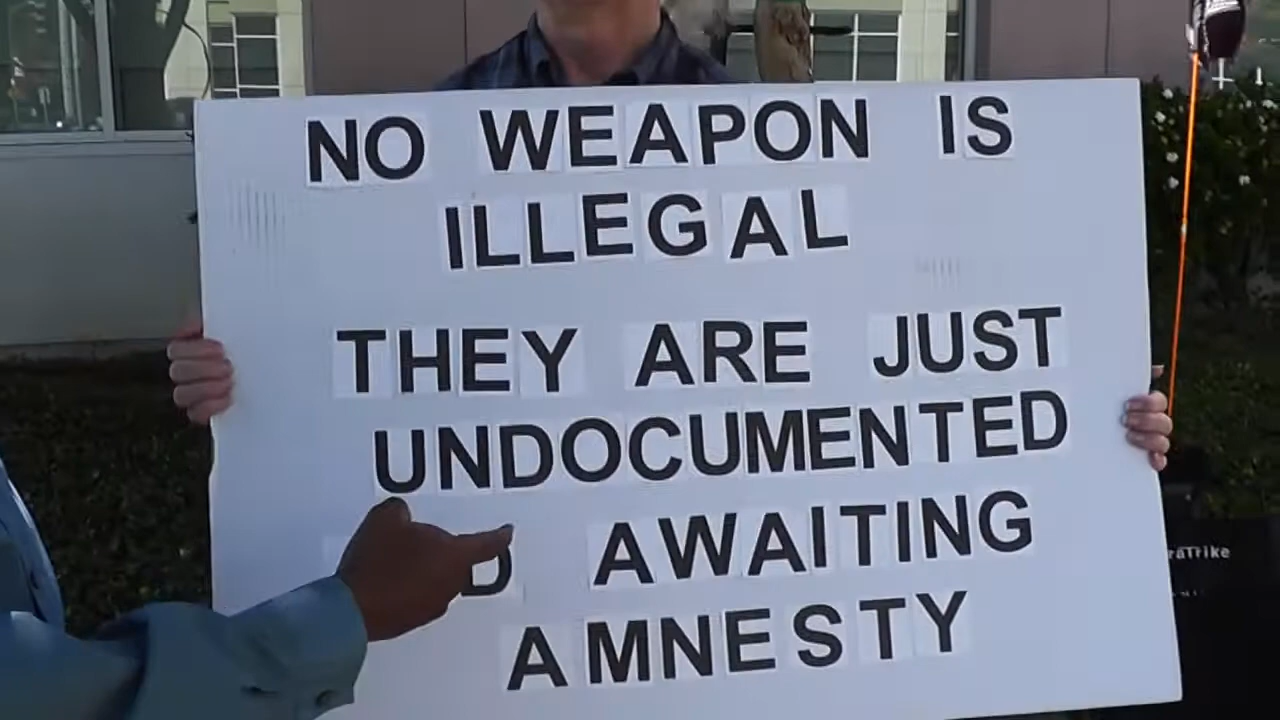 NO WEAPON IS
ILLEGAL
THEY ARE JUST
UNDOCUMENTED
AWAITING
AMNESTY